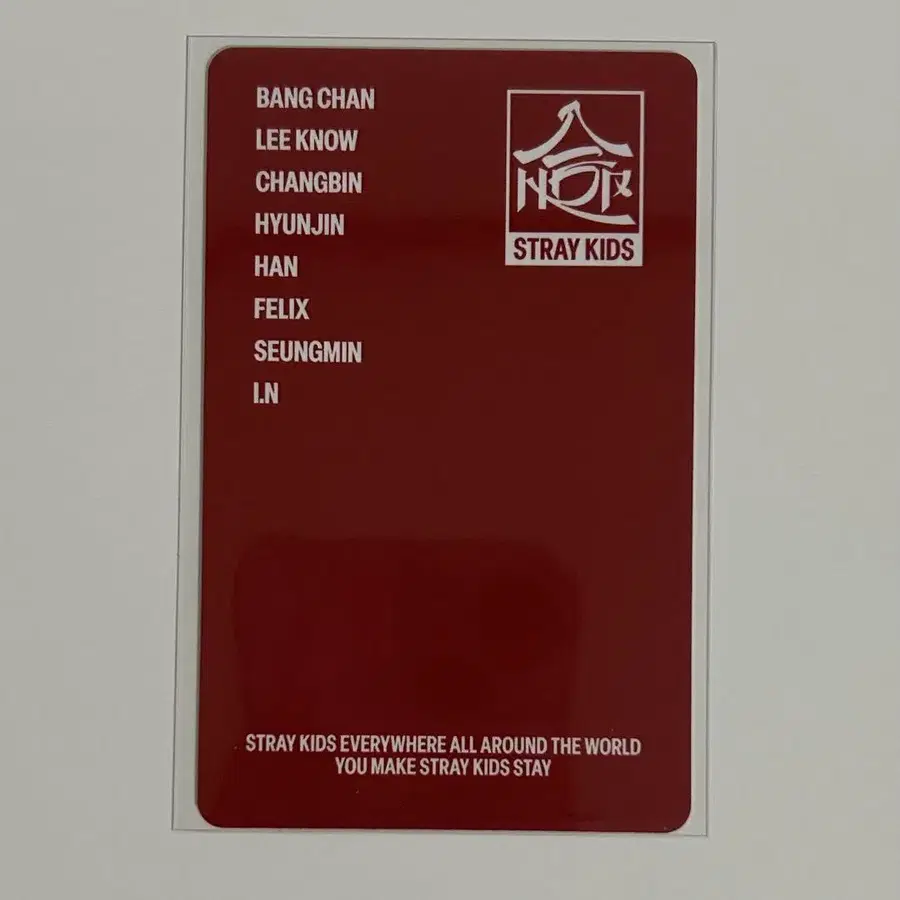 BANG CHAN
LEE KNOW
CHANGBIN
HYUNJIN
HAN
FELIX
SEUNGMIN
I.N
STRAY KIDS
STRAY KIDS EVERYWHERE ALL AROUND THE WORLD
YOU MAKE STRAY KIDS STAY